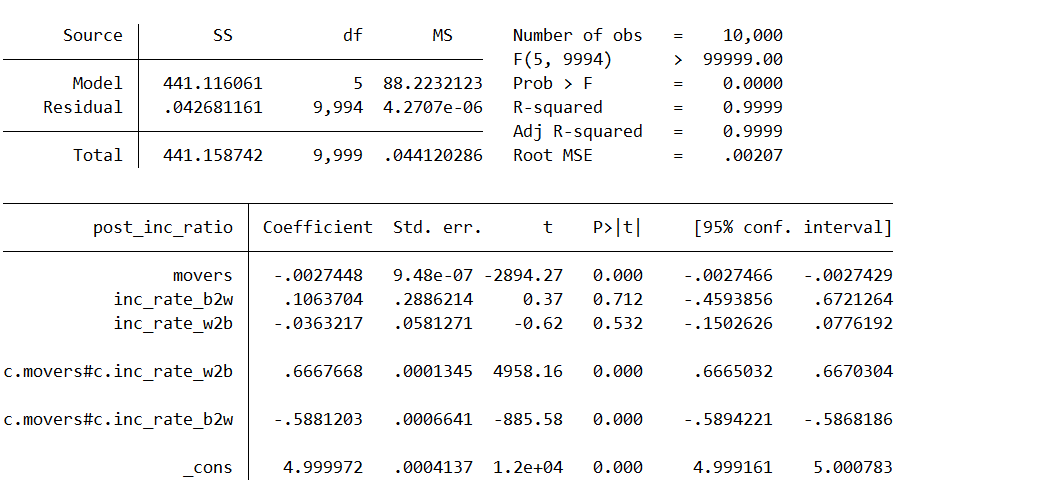 Source | SS df MS Number of obs = 10,000
F(5, 9994) > 99999.00
Model | 441.116061 5 88.2232123 Prob > F = 0.0000
Residual | .042681161 9,994 4.2707e-06 R-squared = 0.9999
Adj R-squared = 0.9999
Total | 441.158742 9,999 .044120286 Root MSE = .00207
post_inc_ratio | Coefficient Std. err. t P>|t| [95% conf. interval]
movers | -.0027448 9.48e-07 -2894.27 0.000 -.0027466 -.0027429
inc_rate_b2w | .1063704 .2886214 0.37 0.712 -.4593856 .6721264
inc_rate_w2b | -.0363217 .0581271 -0.62 0.532 -.1502626 .0776192
c.movers#c.inc_rate_w2b | .6667668 .0001345 4958.16 0.000 .6665032 .6670304
c.movers#c.inc_rate_b2w | -.5881203 .0006641 -885.58 0.000 -.5894221 -.5868186
_cons | 4.999972 .0004137 1.2e+04 0.000 4.999161 5.000783